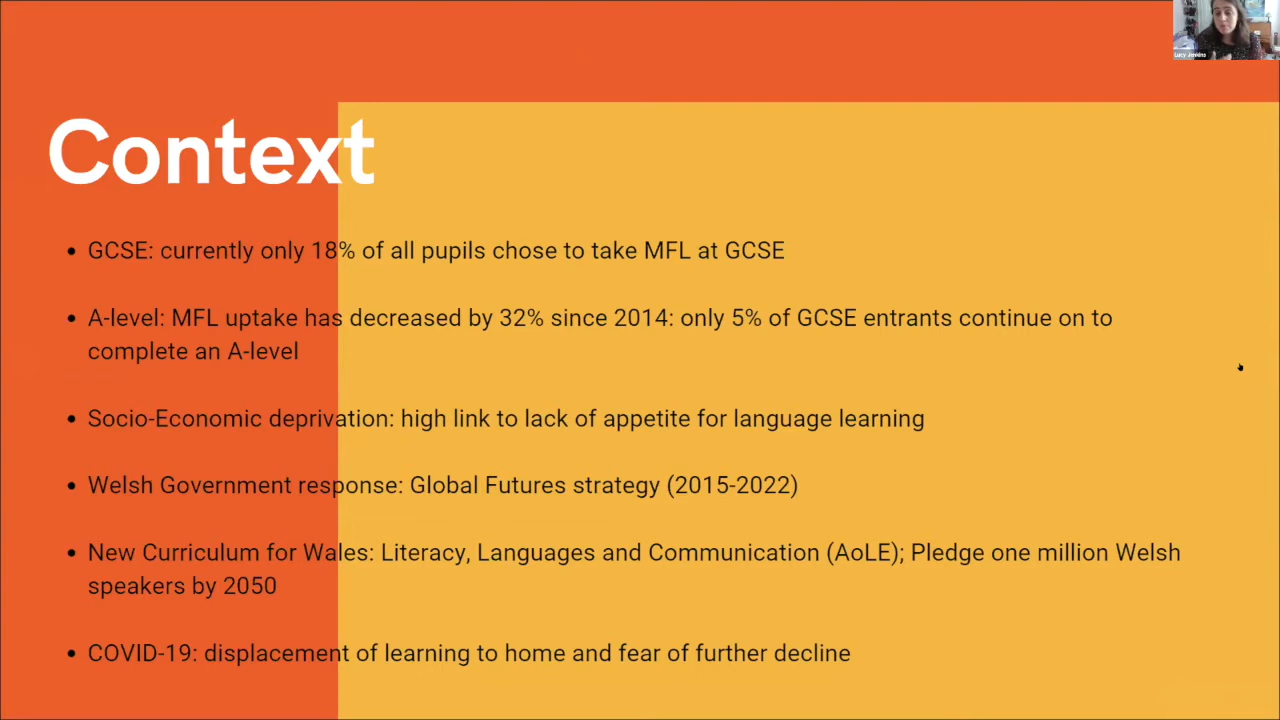 Lucy Jenkins
Context
• GCSE: currently only 18% of all pupils chose to take MFL at GCSE
• A-level: MFL uptake has decreased by 32% since 2014: only 5% of GCSE entrants continue on to
complete an A-level
• Socio-Economic deprivation: high link to lack of appetite for language learning
• Welsh Government response: Global Futures strategy (2015-2022)
• New Curriculum for Wales: Literacy, Languages and Communication (AoLE); Pledge one million Welsh
speakers by 2050
• COVID-19: displacement of learning to home and fear of further decline